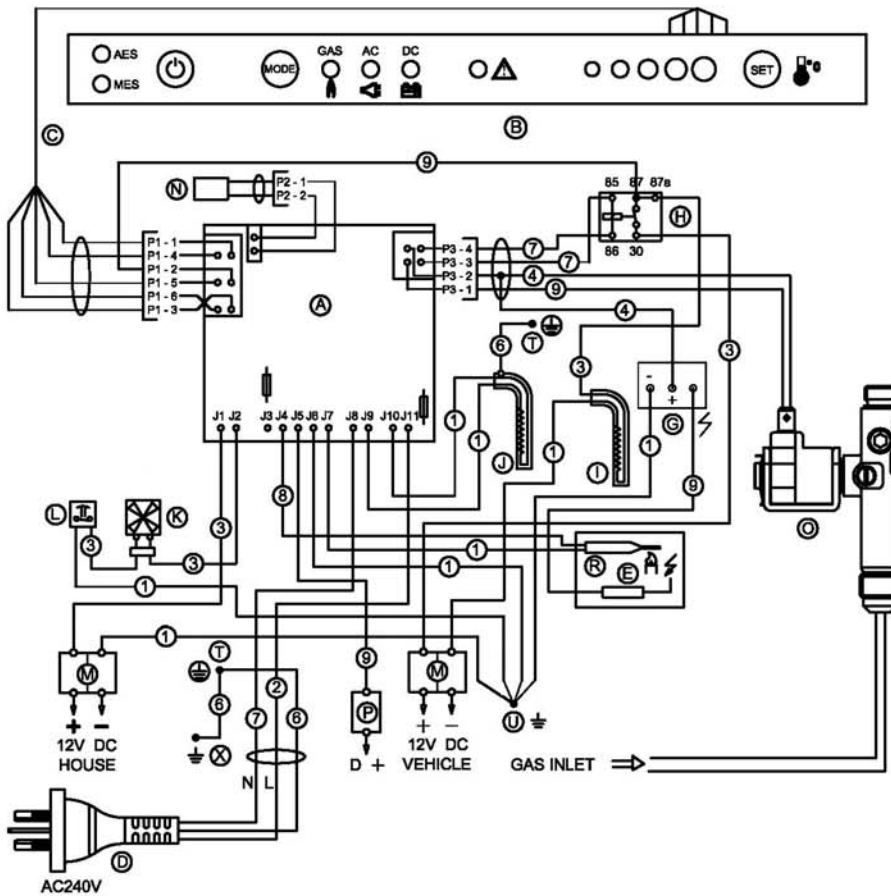 AES
MES
MODE
GAS AC DC
SET °C
C
B
9
N
P2 - 1
P2 - 2
85 87 87a
H
86 30
P1 - 1
P1 - 4
P1 - 2
P1 - 5
P1 - 6
P1 - 3
P3 - 4
P3 - 3
P3 - 2
P3 - 1
7
7
4
9
A
6
T
4
3
3
- +
G
J1 J2 J3 J4 J5 J6 J7 J8 J9 J10 J11
1
1
J
1
I
1
9
O
L
K
3
3
3
8
1
R
E
1
1
1
M
T
6
X
7
2
6
9
P
M
U
+ -
12V DC
HOUSE
D +
+ -
12V DC
VEHICLE
GAS INLET
N L
D
AC240V